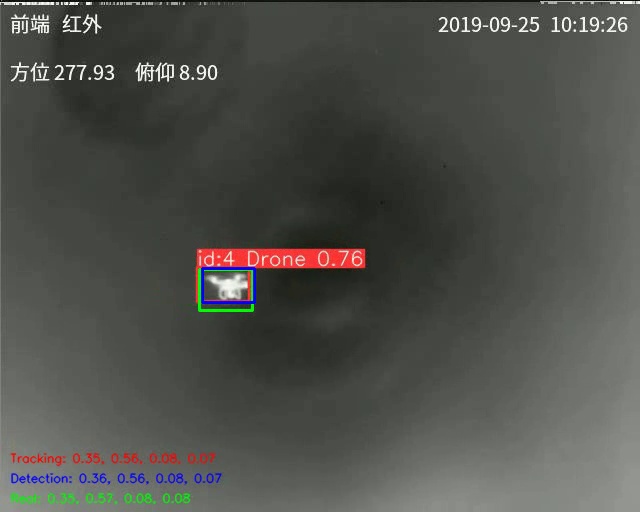 前端 红外
2019-09-25 10:19:26
方位 277.93 俯仰 8.90
id:4 Drone 0.76
Tracking: 0.35, 0.56, 0.08, 0.07
Detection: 0.36, 0.56, 0.08, 0.07
0.35, 0.57, 0.08, 0.08